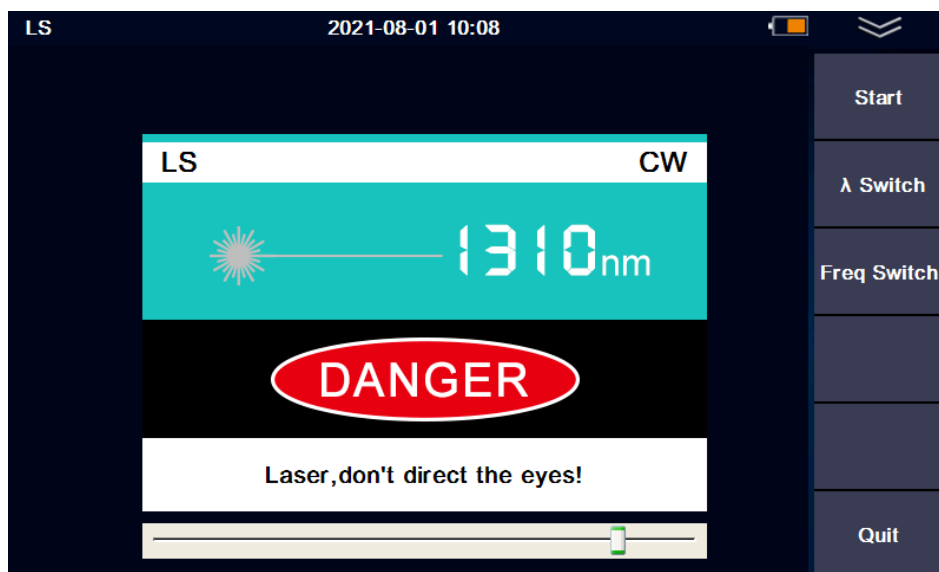 LS 2021-08-01 10:08
Start
λ Switch
Freq Switch
Quit
LS CW
1310nm
DANGER
Laser,don't direct the eyes!